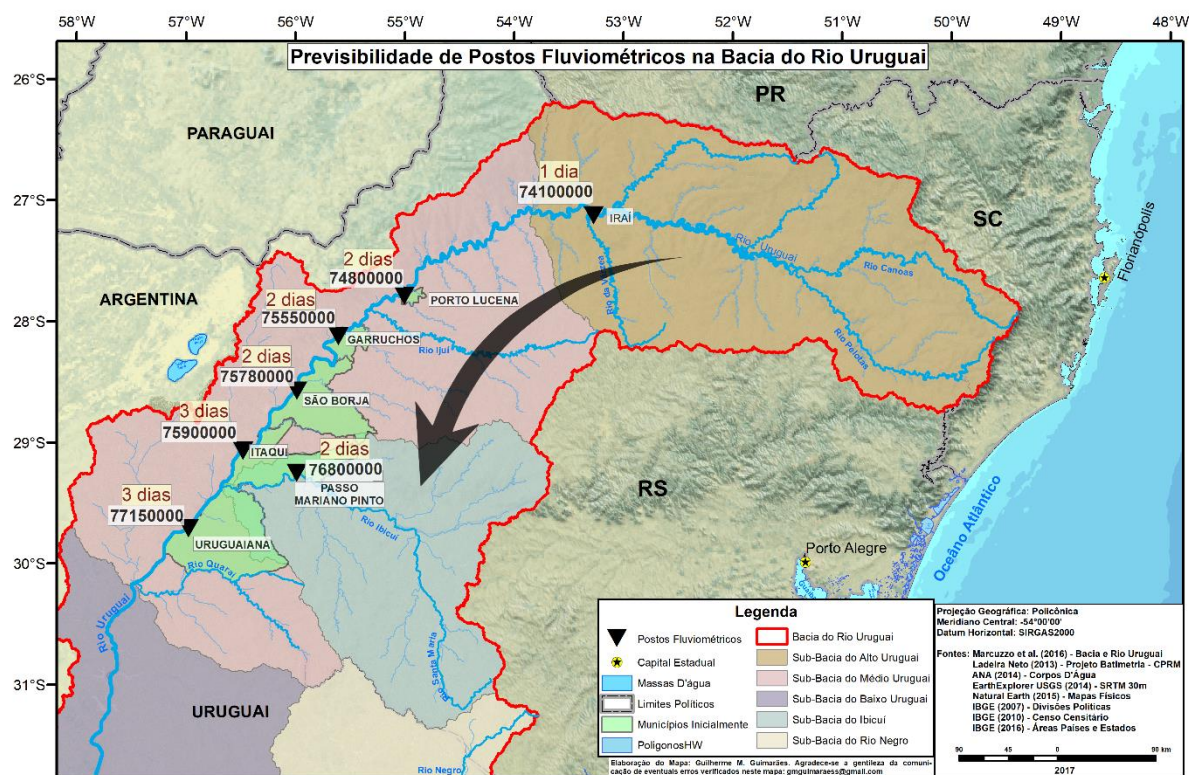 58°W 57°W 56°W 55°W 54°W 53°W 52°W 51°W 50°W 49°W 48°W
Previsibilidade de Postos Fluviométricos na Bacia do Rio Uruguai
26°S
27°S
28°S
29°S
30°S
31°S
PR
PARAGUAI
SC
ARGENTINA
RS
URUGUAI
1 dia
74100000
IRAÍ
Rio Uruguai
Rio Canoas
Rio Pelotas
Rio da Várzea
Florianópolis
2 dias
74800000
PORTO LUCENA
2 dias
75550000
GARRUCHOS
Rio Ijuí
2 dias
75780000
SÃO BORJA
3 dias
75900000
ITAQUI
2 dias
76800000
PASSO
MARIANO PINTO
3 dias
77150000
URUGUAIANA
Rio Ibicuí
Rio Quaraí
Rio Uruguai
Rio Santa Maria
Rio Negro
Porto Alegre
Oceâno Atlântico
Legenda
Postos Fluviométricos
Capital Estadual
Massas D'água
Limites Políticos
Municípios Inicialmente
PoligonosHW
Bacia do Rio Uruguai
Sub-Bacia do Alto Uruguai
Sub-Bacia do Médio Uruguai
Sub-Bacia do Baixo Uruguai
Sub-Bacia do Ibicuí
Sub-Bacia do Rio Negro
Elaboração do Mapa: Guilherme M. Guimarães. Agradece-se a gentileza da comuni-
cação de eventuais erros verificados neste mapa: gmguimaraess@gmail.com
Projeção Geográfica: Policônica
Meridiano Central: -54°00'00'
Datum Horizontal: SIRGAS2000
Fontes: Marcuzzo et al. (2016) - Bacia e Rio Uruguai
Ladeira Neto (2013) - Projeto Batimetria - CPRM
ANA (2014) - Corpos D'Água
EarthExplorer USGS (2014) - SRTM 30m
Natural Earth (2015) - Mapas Físicos
IBGE (2007) - Divisões Políticas
IBGE (2010) - Censo Censitário
IBGE (2016) - Áreas Países e Estados
90 45 0 90 km
2017